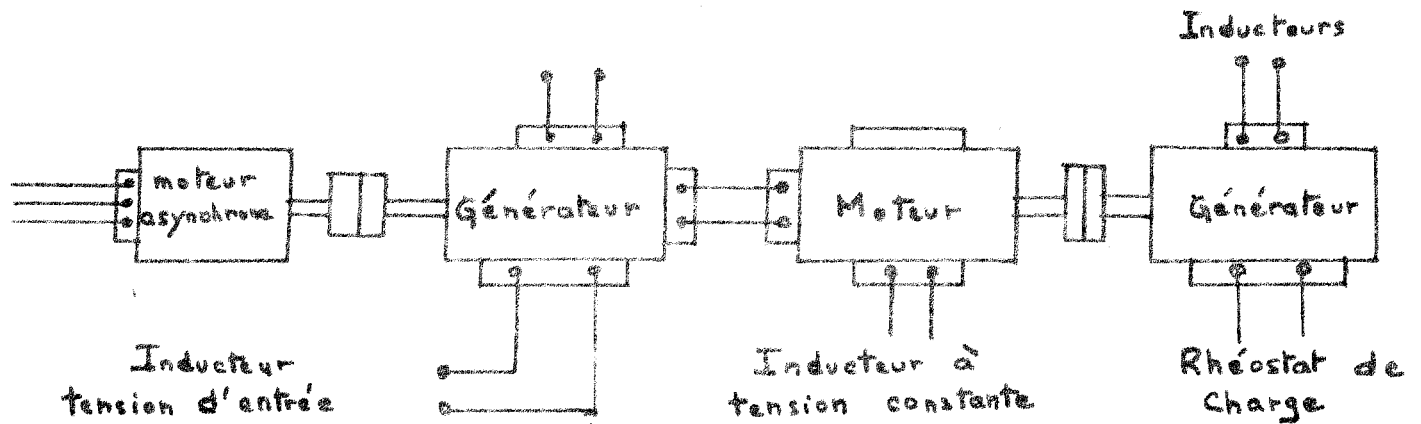 Inducteurs
moteur
asynchrone
Générateur
Moteur
Générateur
Inducteur
tension d'entrée
Inducteur à
tension constante
Rhéostat de
Charge